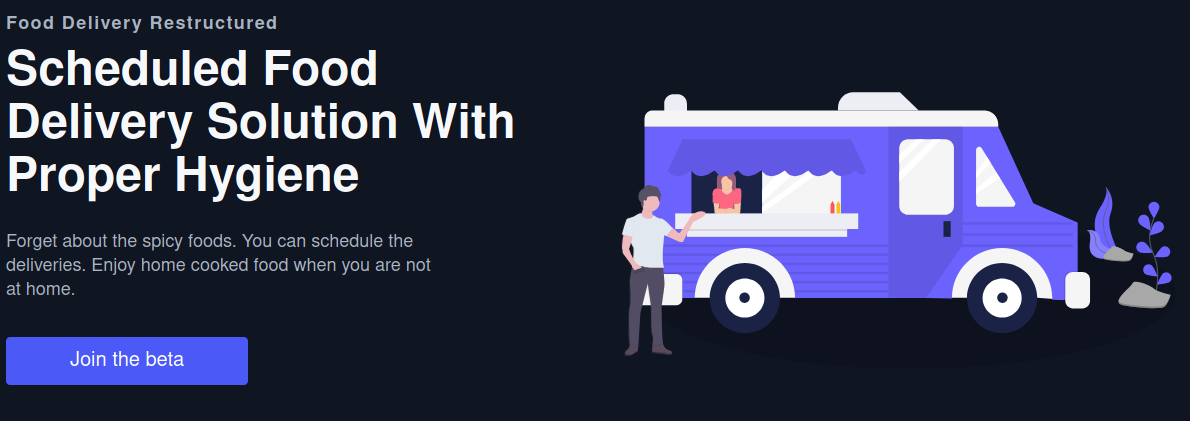 Food Delivery Restructured
Scheduled Food
Delivery Solution With
Proper Hygiene
Forget about the spicy foods. You can schedule the
deliveries. Enjoy home cooked food when you are not
at home.
Join the beta